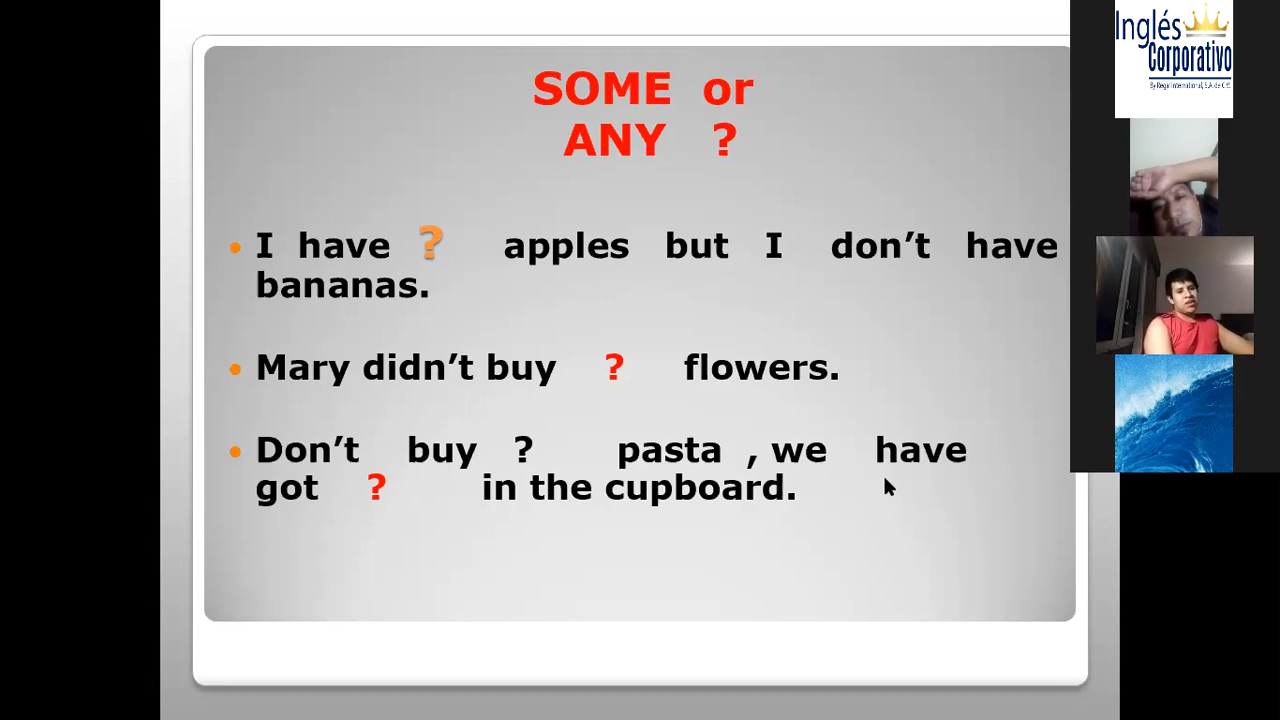 SOME or
ANY ?
I have ? apples but I don't have
bananas.
Mary didn't buy ? flowers.
Don't buy ? pasta , we have
got ? in the cupboard.
Inglés
Corporativo
By Regal International, S.A. de C.V.